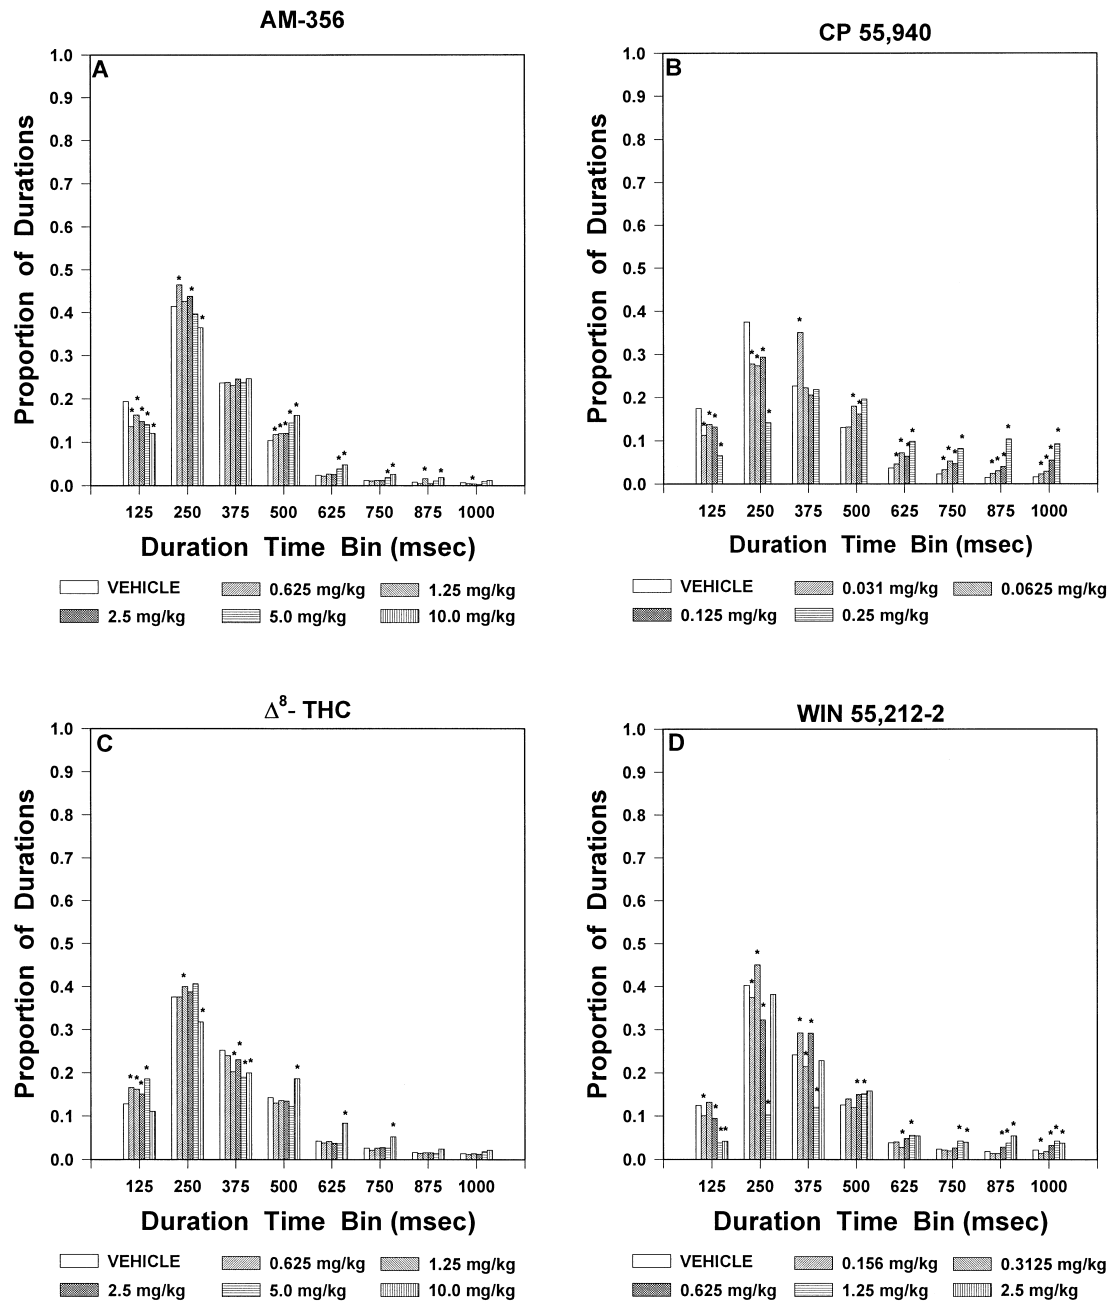 AM-356
A
1.0
0.9
0.8
0.7
0.6
0.5
0.4
0.3
0.2
0.1
0.0
Proportion of Durations
125 250 375 500 625 750 875 1000
Duration Time Bin (msec)
VEHICLE 0.625 mg/kg 1.25 mg/kg
2.5 mg/kg 5.0 mg/kg 10.0 mg/kg
CP 55,940
B
1.0
0.9
0.8
0.7
0.6
0.5
0.4
0.3
0.2
0.1
0.0
Proportion of Durations
125 250 375 500 625 750 875 1000
Duration Time Bin (msec)
VEHICLE 0.031 mg/kg 0.0625 mg/kg
0.125 mg/kg 0.25 mg/kg
Δ8- THC
C
1.0
0.9
0.8
0.7
0.6
0.5
0.4
0.3
0.2
0.1
0.0
Proportion of Durations
125 250 375 500 625 750 875 1000
Duration Time Bin (msec)
VEHICLE 0.625 mg/kg 1.25 mg/kg
2.5 mg/kg 5.0 mg/kg 10.0 mg/kg
WIN 55,212-2
D
1.0
0.9
0.8
0.7
0.6
0.5
0.4
0.3
0.2
0.1
0.0
Proportion of Durations
125 250 375 500 625 750 875 1000
Duration Time Bin (msec)
VEHICLE 0.156 mg/kg 0.3125 mg/kg
0.625 mg/kg 1.25 mg/kg 2.5 mg/kg